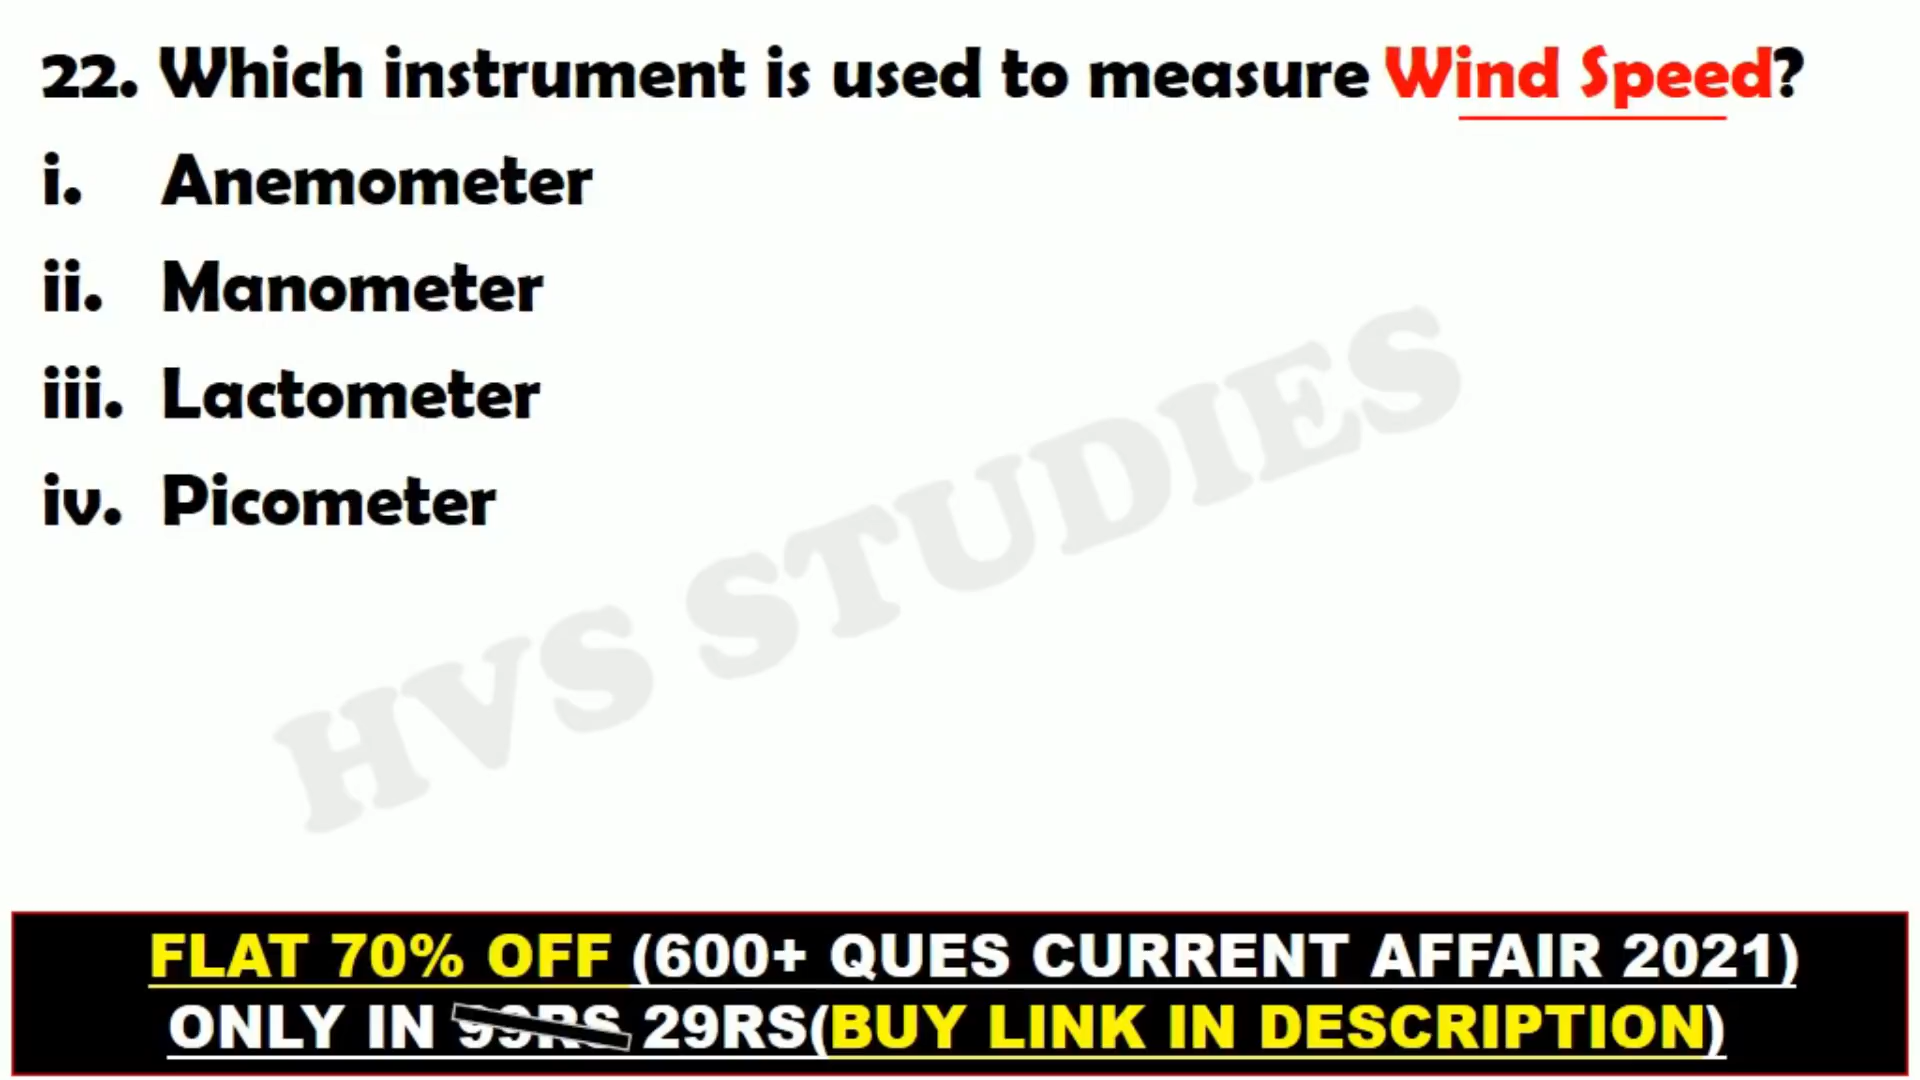 22. Which instrument is used to measure Wind Speed?
i. Anemometer
ii. Manometer
iii. Lactometer
iv. Picometer
HVS STUDIES
FLAT 70% OFF (600+ QUES CURRENT AFFAIR 2021)
ONLY IN 99RS 29RS(BUY LINK IN DESCRIPTION)